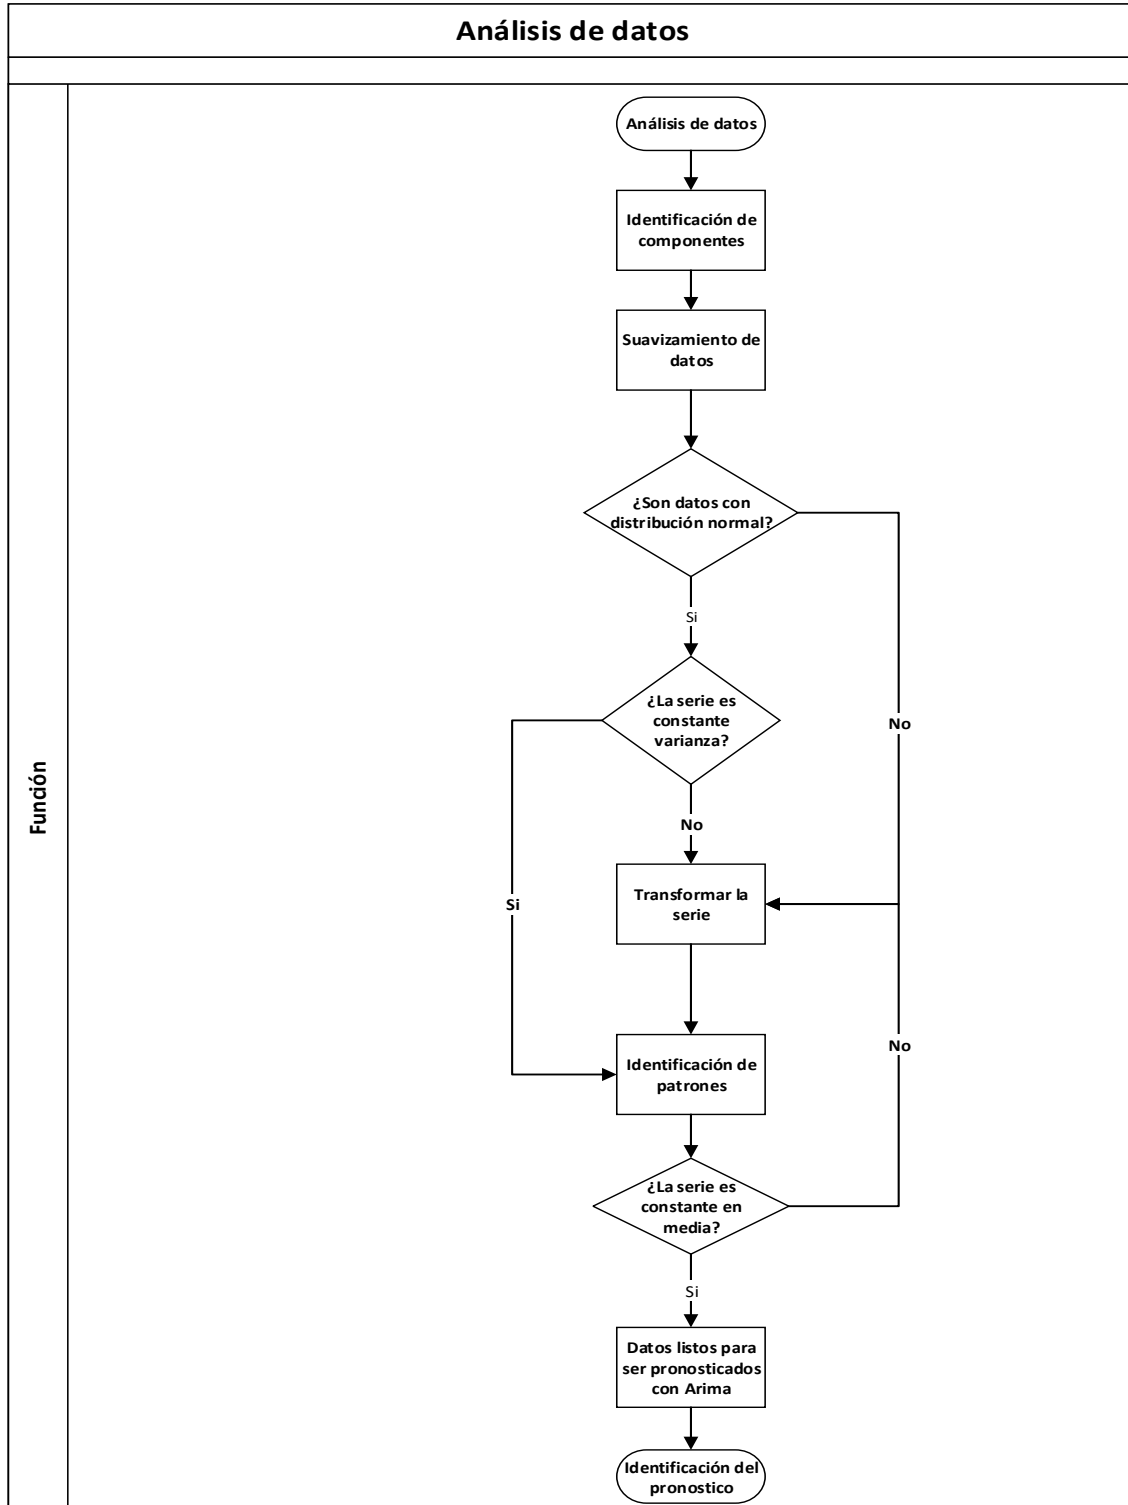 Análisis de datos
Función
Análisis de datos
Identificación de
componentes
Suavizamiento de
datos
¿Son datos con
distribución normal?
Si
No
¿La serie es
constante
varianza?
Si
No
Transformar la
serie
Identificación de
patrones
No
¿La serie es
constante en
media?
Si
Datos listos para
ser pronosticados
con Arima
Identificación del
pronostico